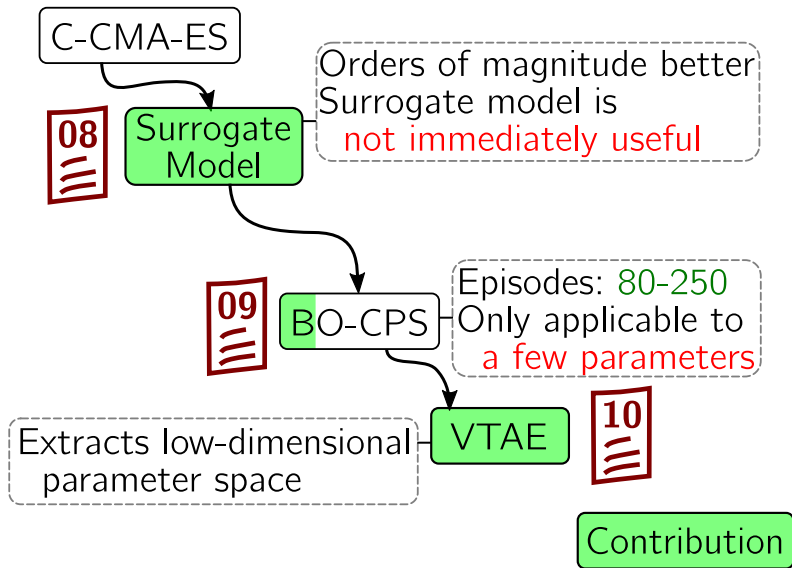 C-CMA-ES
Orders of magnitude better
Surrogate model is
not immediately useful
08
Surrogate
Model
09
BO-CPS
Episodes: 80-250
Only applicable to
a few parameters
10
VTAE
Extracts low-dimensional
parameter space
Contribution